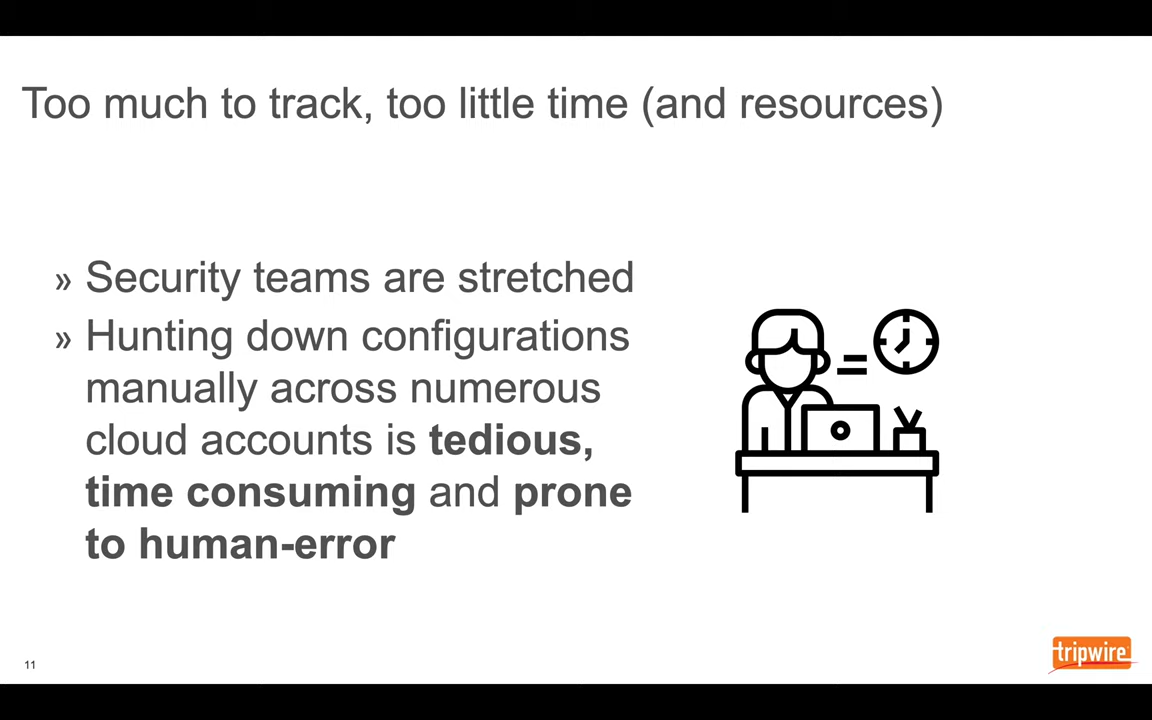 Too much to track, too little time (and resources)
» Security teams are stretched
» Hunting down configurations
manually across numerous
cloud accounts is tedious,
time consuming and prone
to human-error
11
tripwire